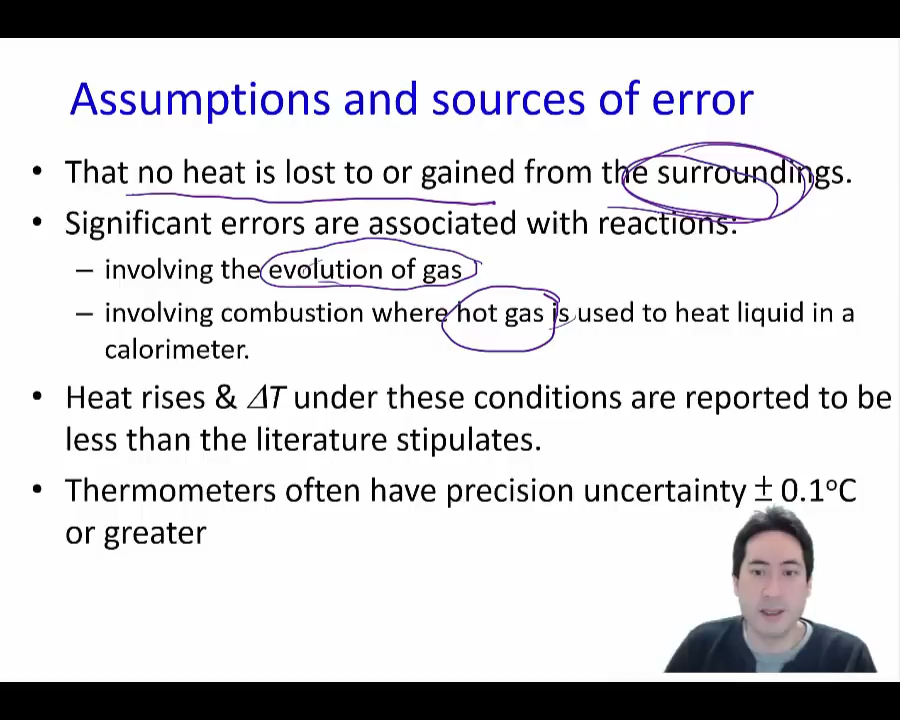 Assumptions and sources of error
• That no heat is lost to or gained from the surroundings.
• Significant errors are associated with reactions:
– involving the evolution of gas
– involving combustion where hot gas is used to heat liquid in a
calorimeter.
• Heat rises & ΔT under these conditions are reported to be
less than the literature stipulates.
• Thermometers often have precision uncertainty ± 0.1°C
or greater